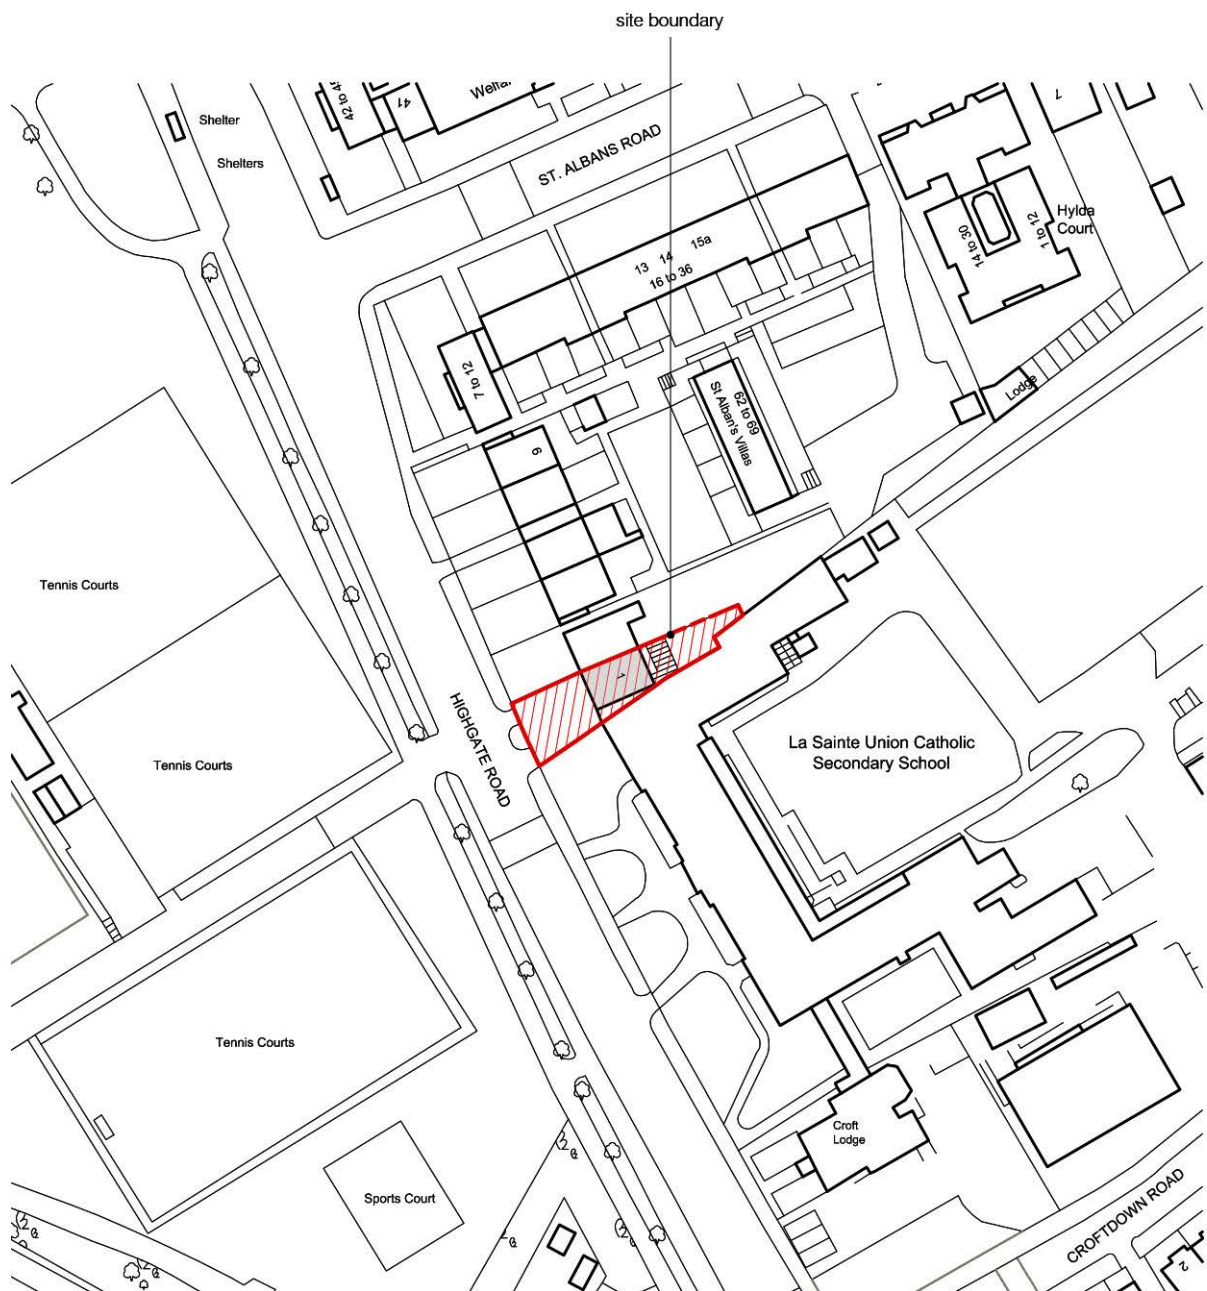 site boundary
42 to 4
41
Welfar
7
Shelter
Shelters
ST. ALBANS ROAD
13 14 15a
16 to 36
14 to 30
1 to 12
Hylda
Court
7 to 12
62 to 69
St Alban's Villas
Lodge
6
Tennis Courts
1
HIGHGATE ROAD
Tennis Courts
La Sainte Union Catholic
Secondary School
Tennis Courts
Croft
Lodge
Sports Court
CROFTDOWN ROAD
2